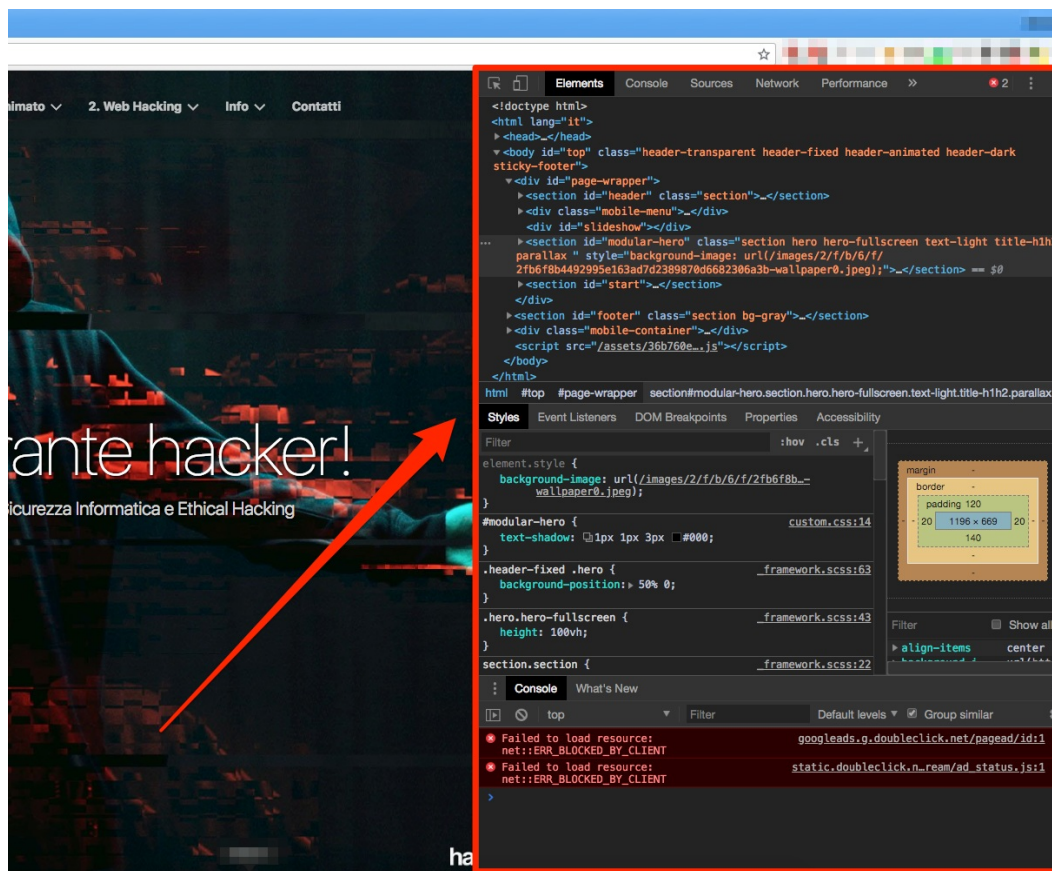 nimato
2. Web Hacking
Info
Contatti
ante hacker!
Sicurezza Informatica e Ethical Hacking
ha
Elements Console Sources Network Performance » 2
<!doctype html>
<html lang="it">
<head>…</head>
<body id="top" class="header-transparent header-fixed header-animated header-dark
sticky-footer">
<div id="page-wrapper">
<section id="header" class="section">…</section>
<div class="mobile-menu">…</div>
<div id="slideshow"></div>
<section id="modular-hero" class="section hero hero-fullscreen text-light title-h1h
parallax " style="background-image: url(/images/2/f/b/6/f/
2fb6f8b4492995e163ad7d2389870d6682306a3b-wallpaper0.jpeg);">…</section> == $0
<section id="start">…</section>
</div>
<section id="footer" class="section bg-gray">…</section>
<div class="mobile-container">…</div>
<script src="/assets/36b760e….js"></script>
</body>
</html>
html #top #page-wrapper section#modular-hero.section.hero.hero-fullscreen.text-light.title-h1h2.parallax
Styles Event Listeners DOM Breakpoints Properties Accessibility
Filter :hov .cls +
element.style {
background-image: url(/images/2/f/b/6/f/2fb6f8b…-
wallpaper0.jpeg);
}
#modular-hero { custom.css:14
text-shadow: 1px 1px 3px #000;
}
.header-fixed .hero { _framework.scss:63
background-position: 50% 0;
}
.hero.hero-fullscreen { _framework.scss:43
height: 100vh;
}
section.section { _framework.scss:22
margin -
border -
padding 120
- - 20 1196 × 669 20 - -
140
-
-
Filter Show all
align-items center
Console What's New
top Filter Default levels Group similar
Failed to load resource: googleads.g.doubleclick.net/pagead/id:1
net::ERR_BLOCKED_BY_CLIENT
Failed to load resource: static.doubleclick.n…ream/ad_status.js:1
net::ERR_BLOCKED_BY_CLIENT
>